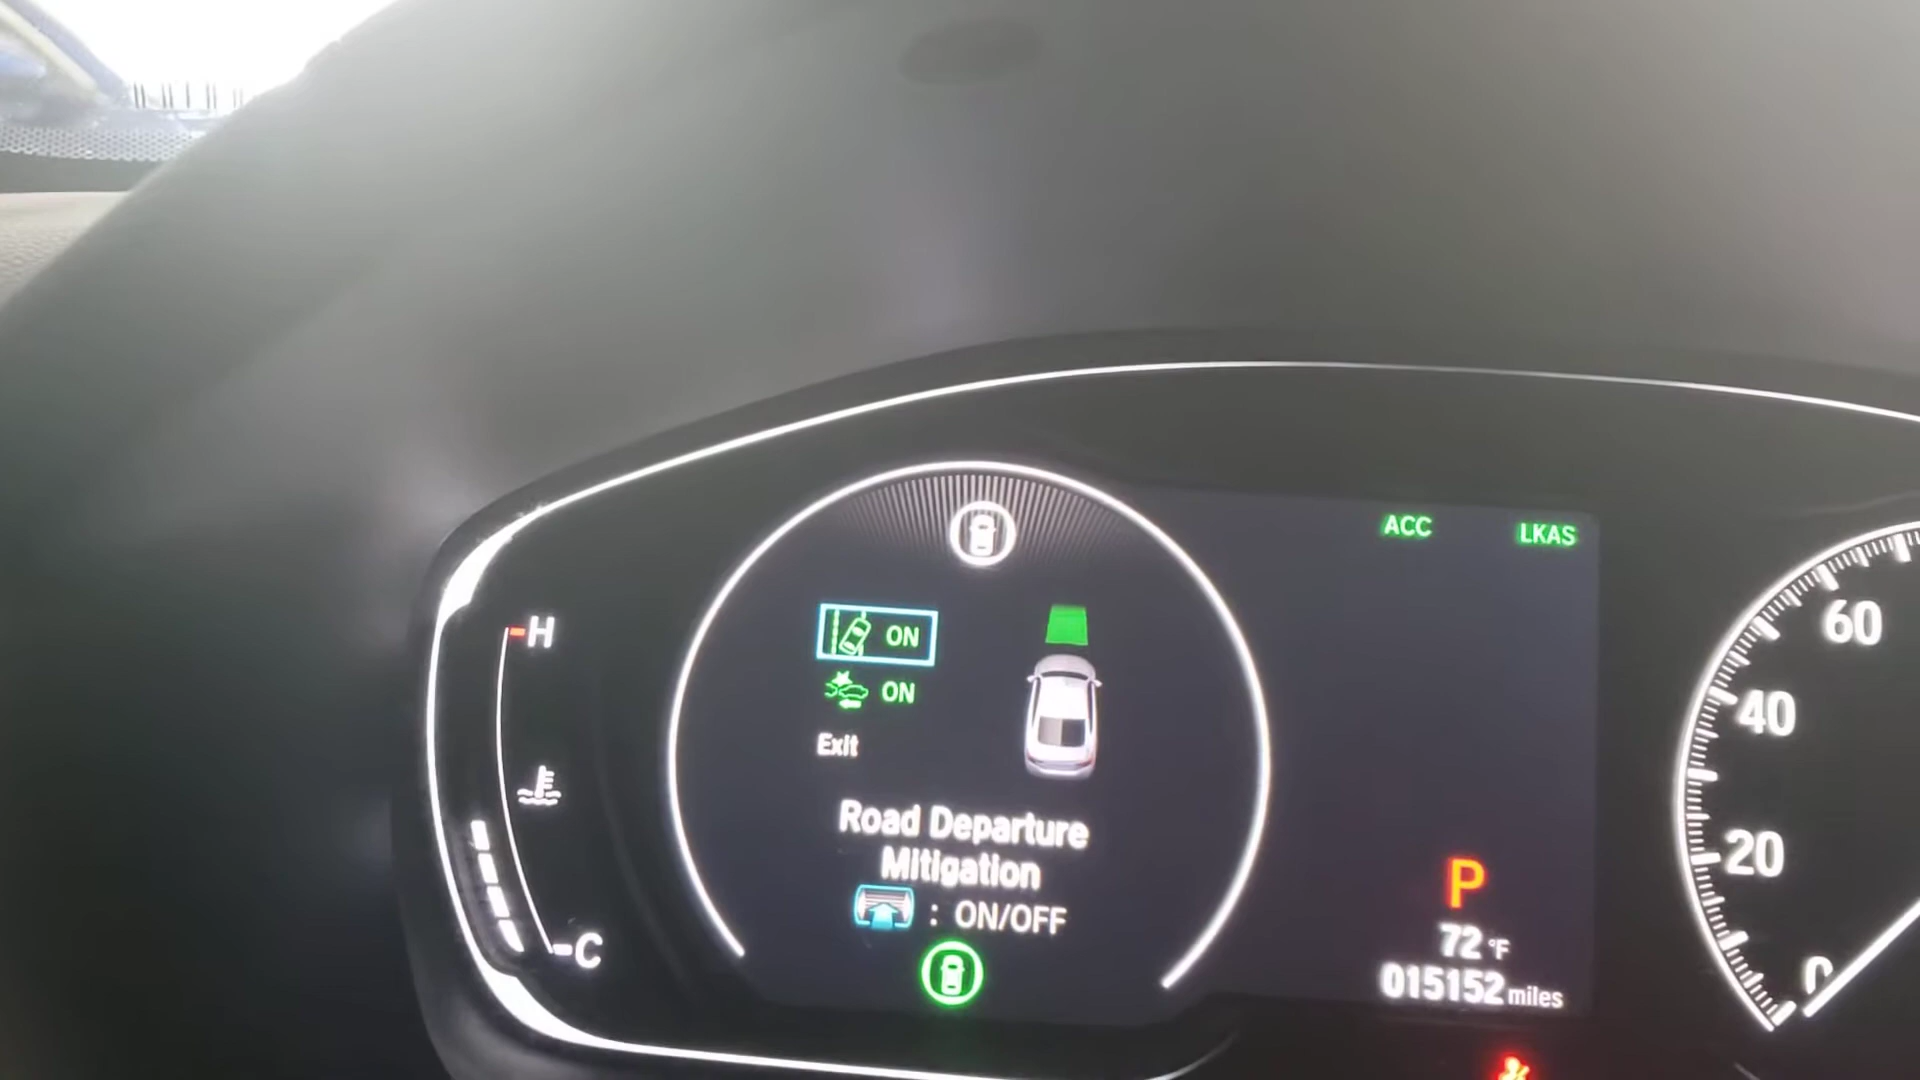 ACC LKAS
ON
ON
Exit
Road Departure
Mitigation
: ON/OFF
H
C
P
72 °F
015152 miles
60
40
20
0